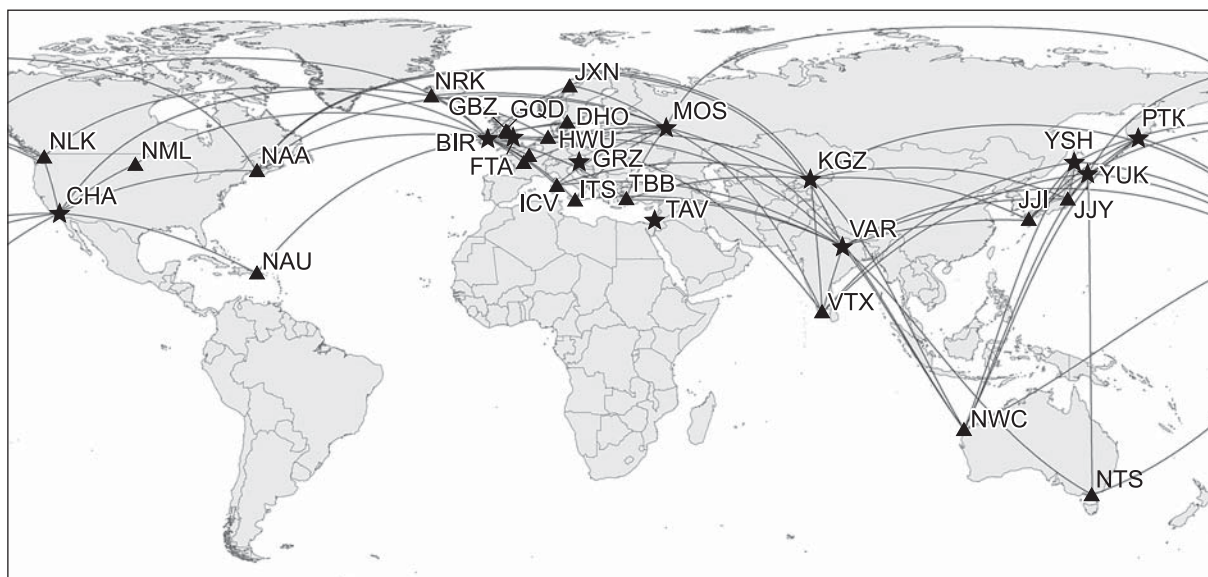 NRK
JXN
GBZ
GQD
DHO
MOS
PTK
NLK
NML
NAA
BIR
HWU
YSH
FTA
GRZ
KGZ
YUK
CHA
ICV
ITS
TBB
JJI
JJY
TAV
VAR
NAU
VTX
NWC
NTS